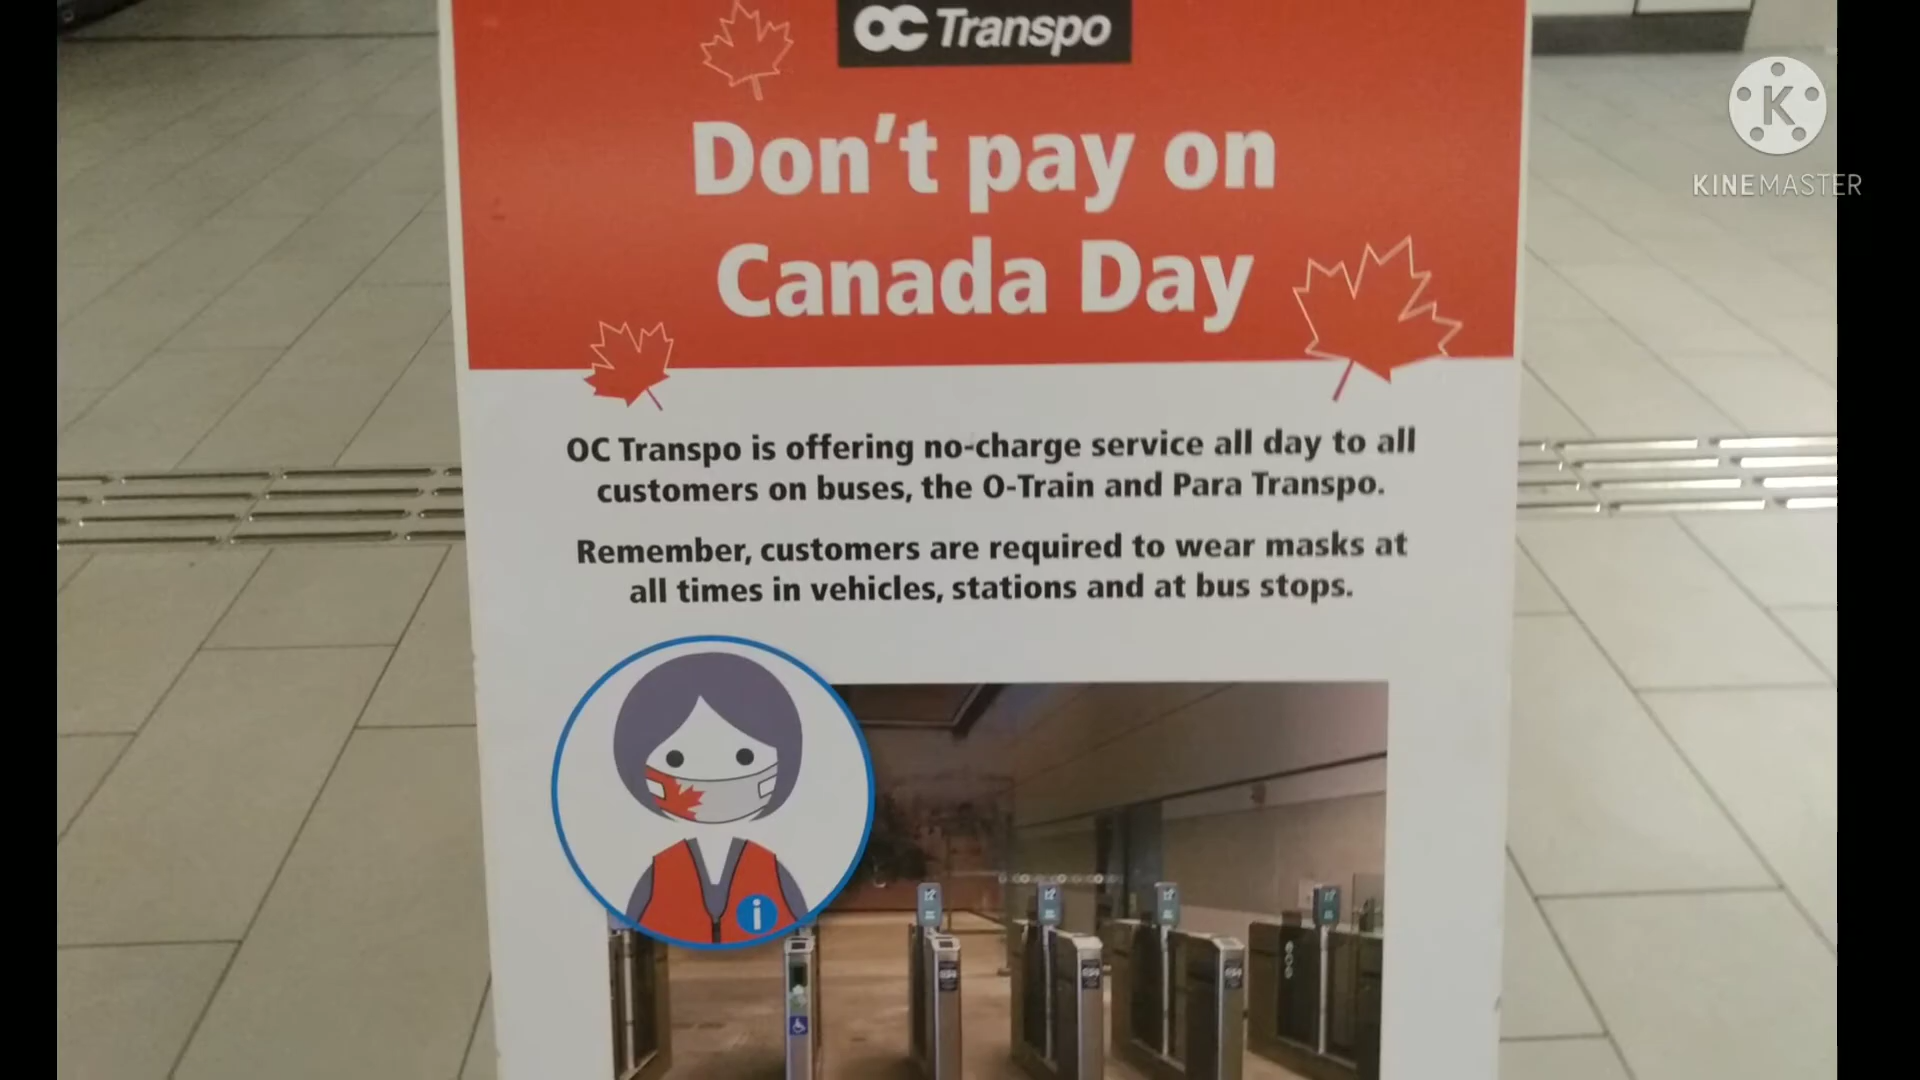 OC Transpo
Don't pay on
Canada Day
OC Transpo is offering no-charge service all day to all
customers on buses, the O-Train and Para Transpo.
Remember, customers are required to wear masks at
all times in vehicles, stations and at bus stops.
i
K
KINEMASTER